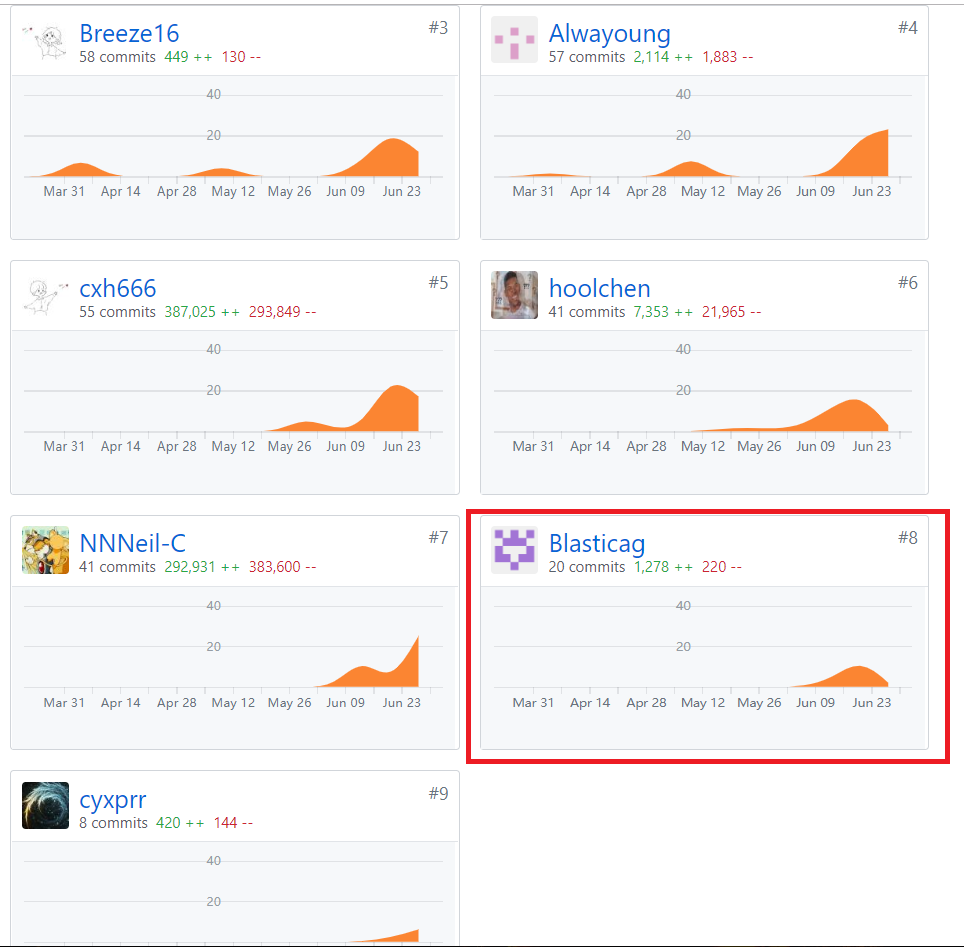 Breeze16 #3
58 commits 449 ++ 130 --
40
20
Mar 31 Apr 14 Apr 28 May 12 May 26 Jun 09 Jun 23
Alwayoung #4
57 commits 2,114 ++ 1,883 --
40
20
Mar 31 Apr 14 Apr 28 May 12 May 26 Jun 09 Jun 23
cxh666 #5
55 commits 387,025 ++ 293,849 --
40
20
Mar 31 Apr 14 Apr 28 May 12 May 26 Jun 09 Jun 23
hoolchen #6
41 commits 7,353 ++ 21,965 --
40
20
Mar 31 Apr 14 Apr 28 May 12 May 26 Jun 09 Jun 23
NNNeil-C #7
41 commits 292,931 ++ 383,600 --
40
20
Mar 31 Apr 14 Apr 28 May 12 May 26 Jun 09 Jun 23
Blasticag #8
20 commits 1,278 ++ 220 --
40
20
Mar 31 Apr 14 Apr 28 May 12 May 26 Jun 09 Jun 23
cyxprr #9
8 commits 420 ++ 144 --
40
20